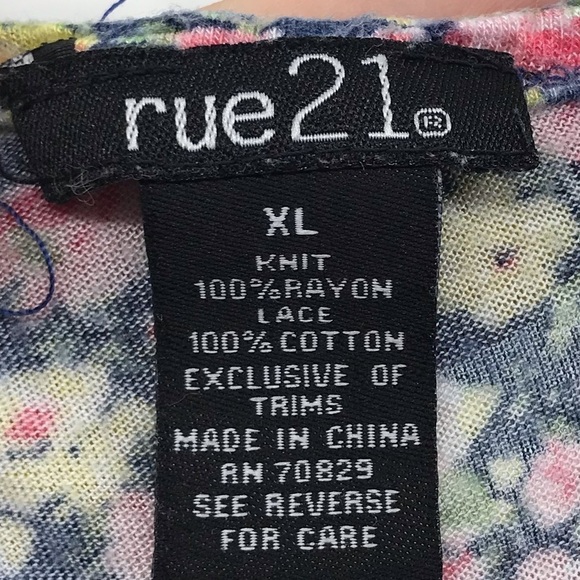 rue21®
XL
KNIT
100%RAYON
LACE
100% COTTON
EXCLUSIVE OF
TRIMS
MADE IN CHINA
RN 70829
SEE REVERSE
FOR CARE